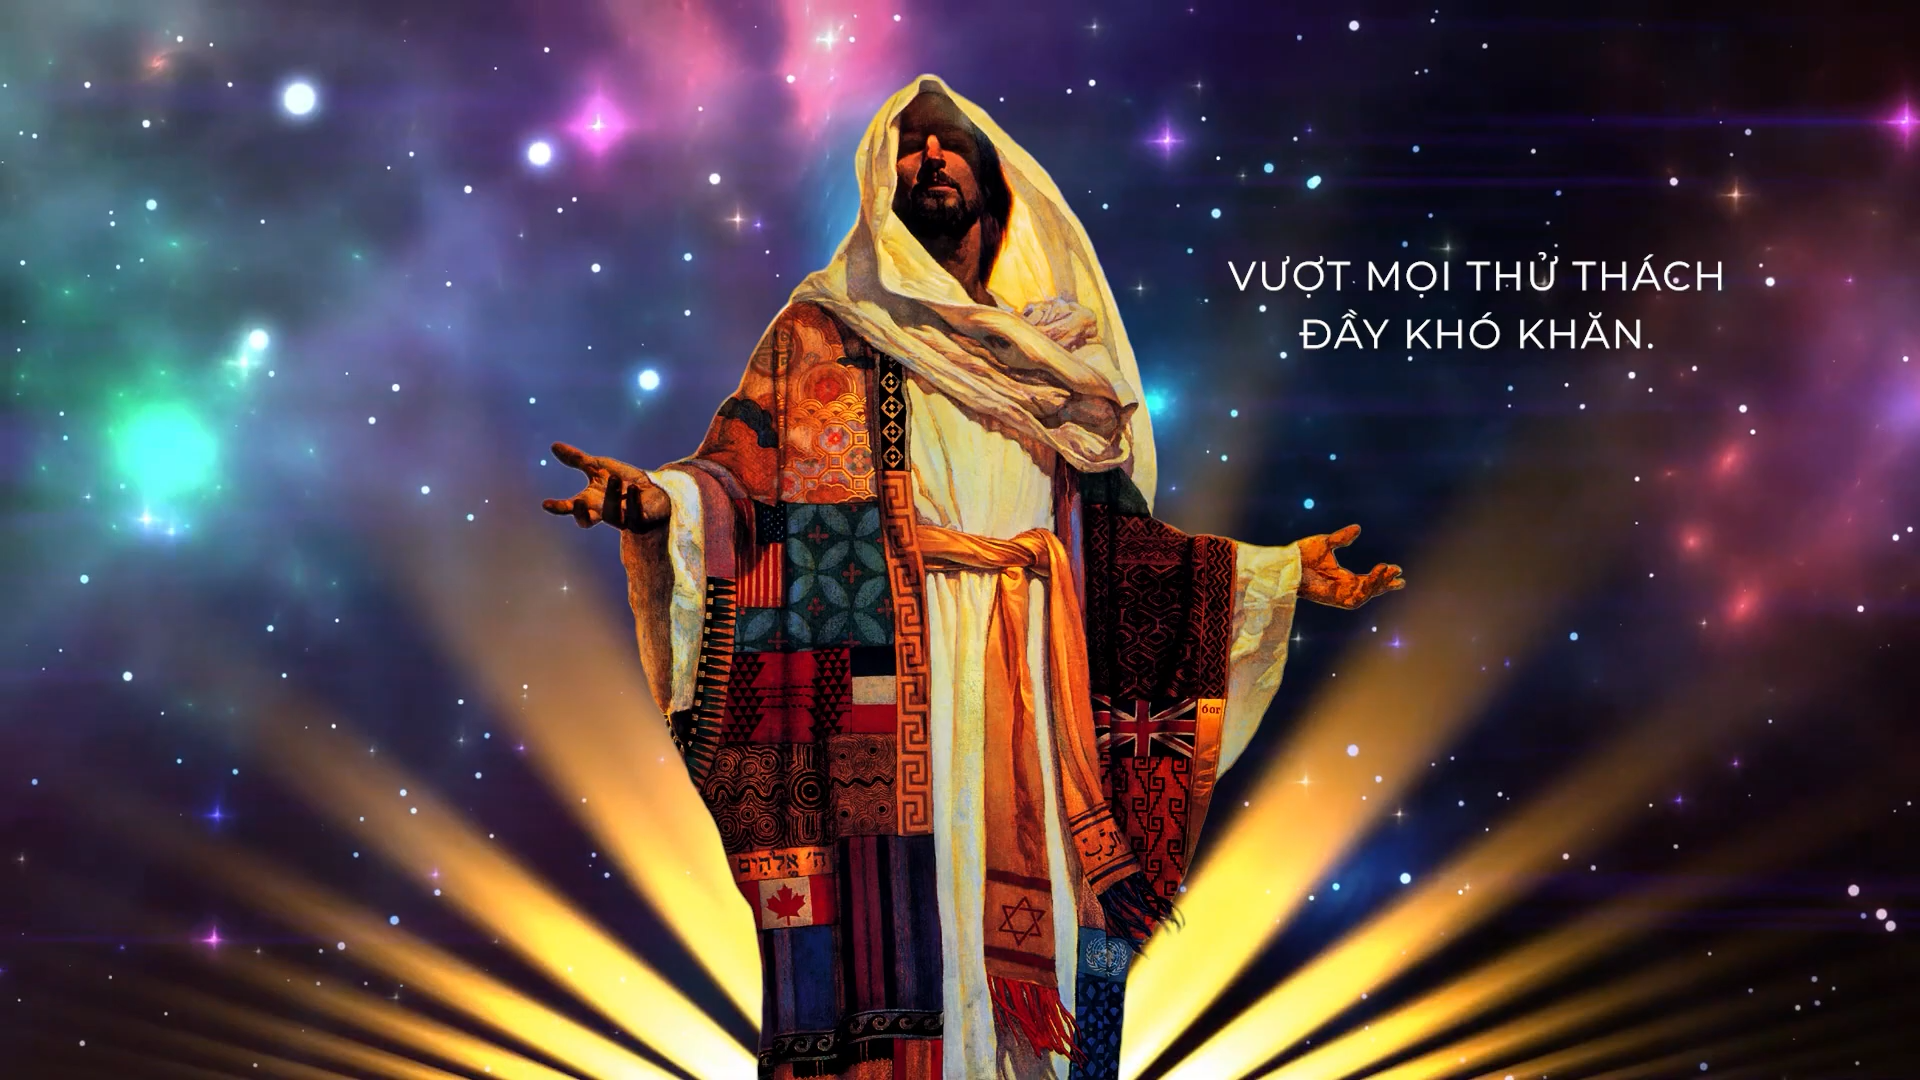 VƯỢT MỌI THỬ THÁCH
ĐẦY KHÓ KHĂN.